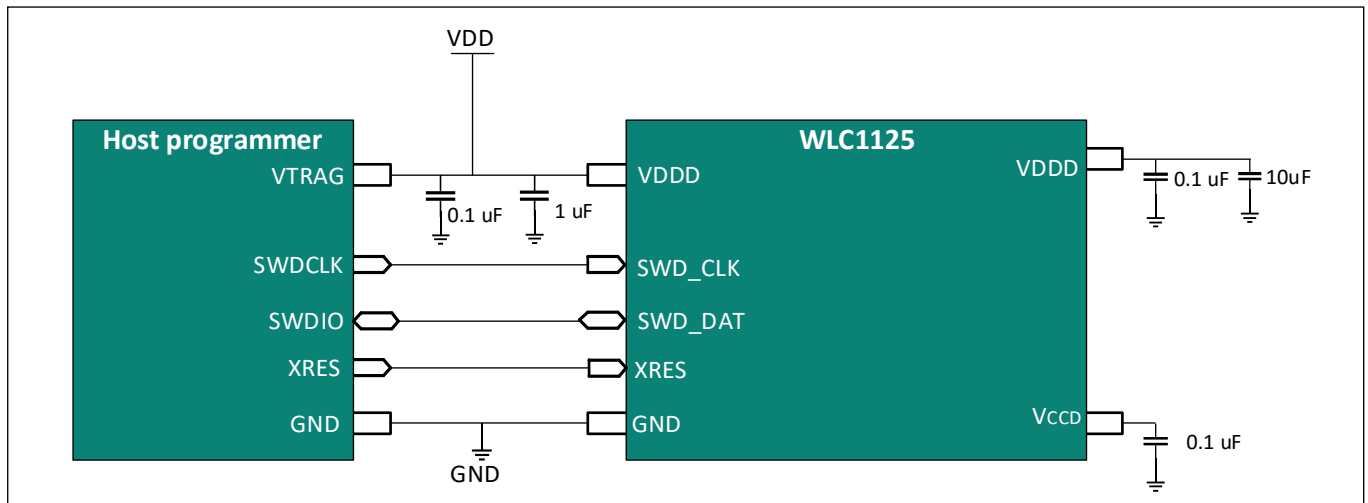 VDD
Host programmer
WLC1125
VTRAG
VDDD
VDDD
0.1 uF
1 uF
0.1 uF
10uF
SWDCLK
SWD_CLK
SWDIO
SWD_DAT
XRES
XRES
GND
GND
VCCD
0.1 uF
GND